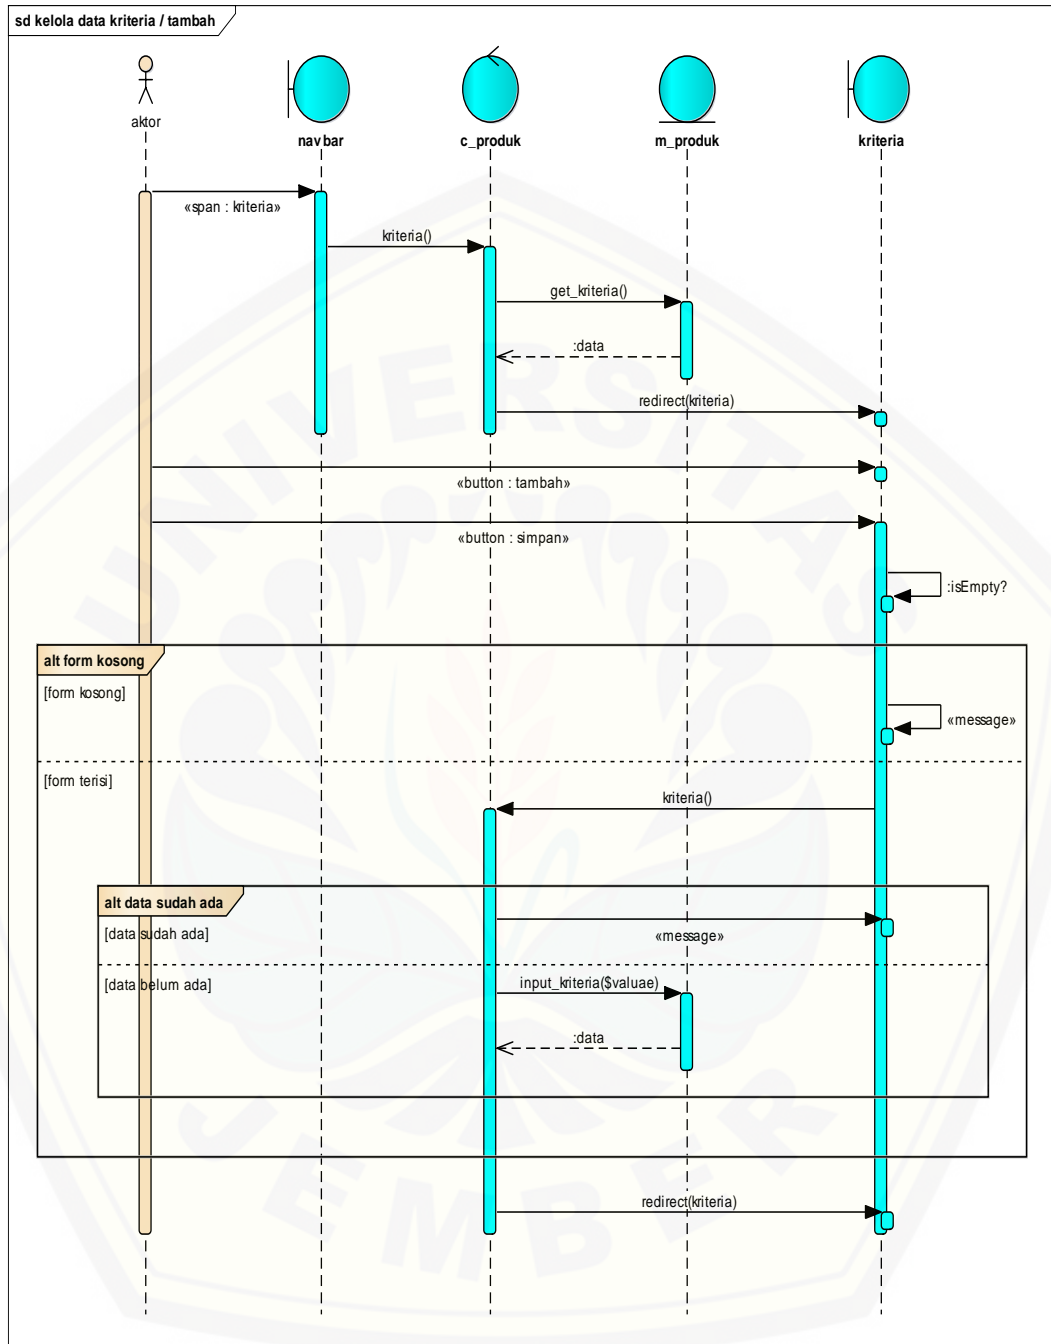 sd kelola data kriteria / tambah
aktor
navbar
c_produk
m_produk
kriteria
«span : kriteria»
kriteria()
get_kriteria()
:data
redirect(kriteria)
«button : tambah»
«button : simpan»
:isEmpty?
alt form kosong
[form kosong]
«message»
[form terisi]
kriteria()
alt data sudah ada
[data sudah ada]
«message»
[data belum ada]
input_kriteria($valuae)
:data
redirect(kriteria)
UNIVERSITAS
JEMBER